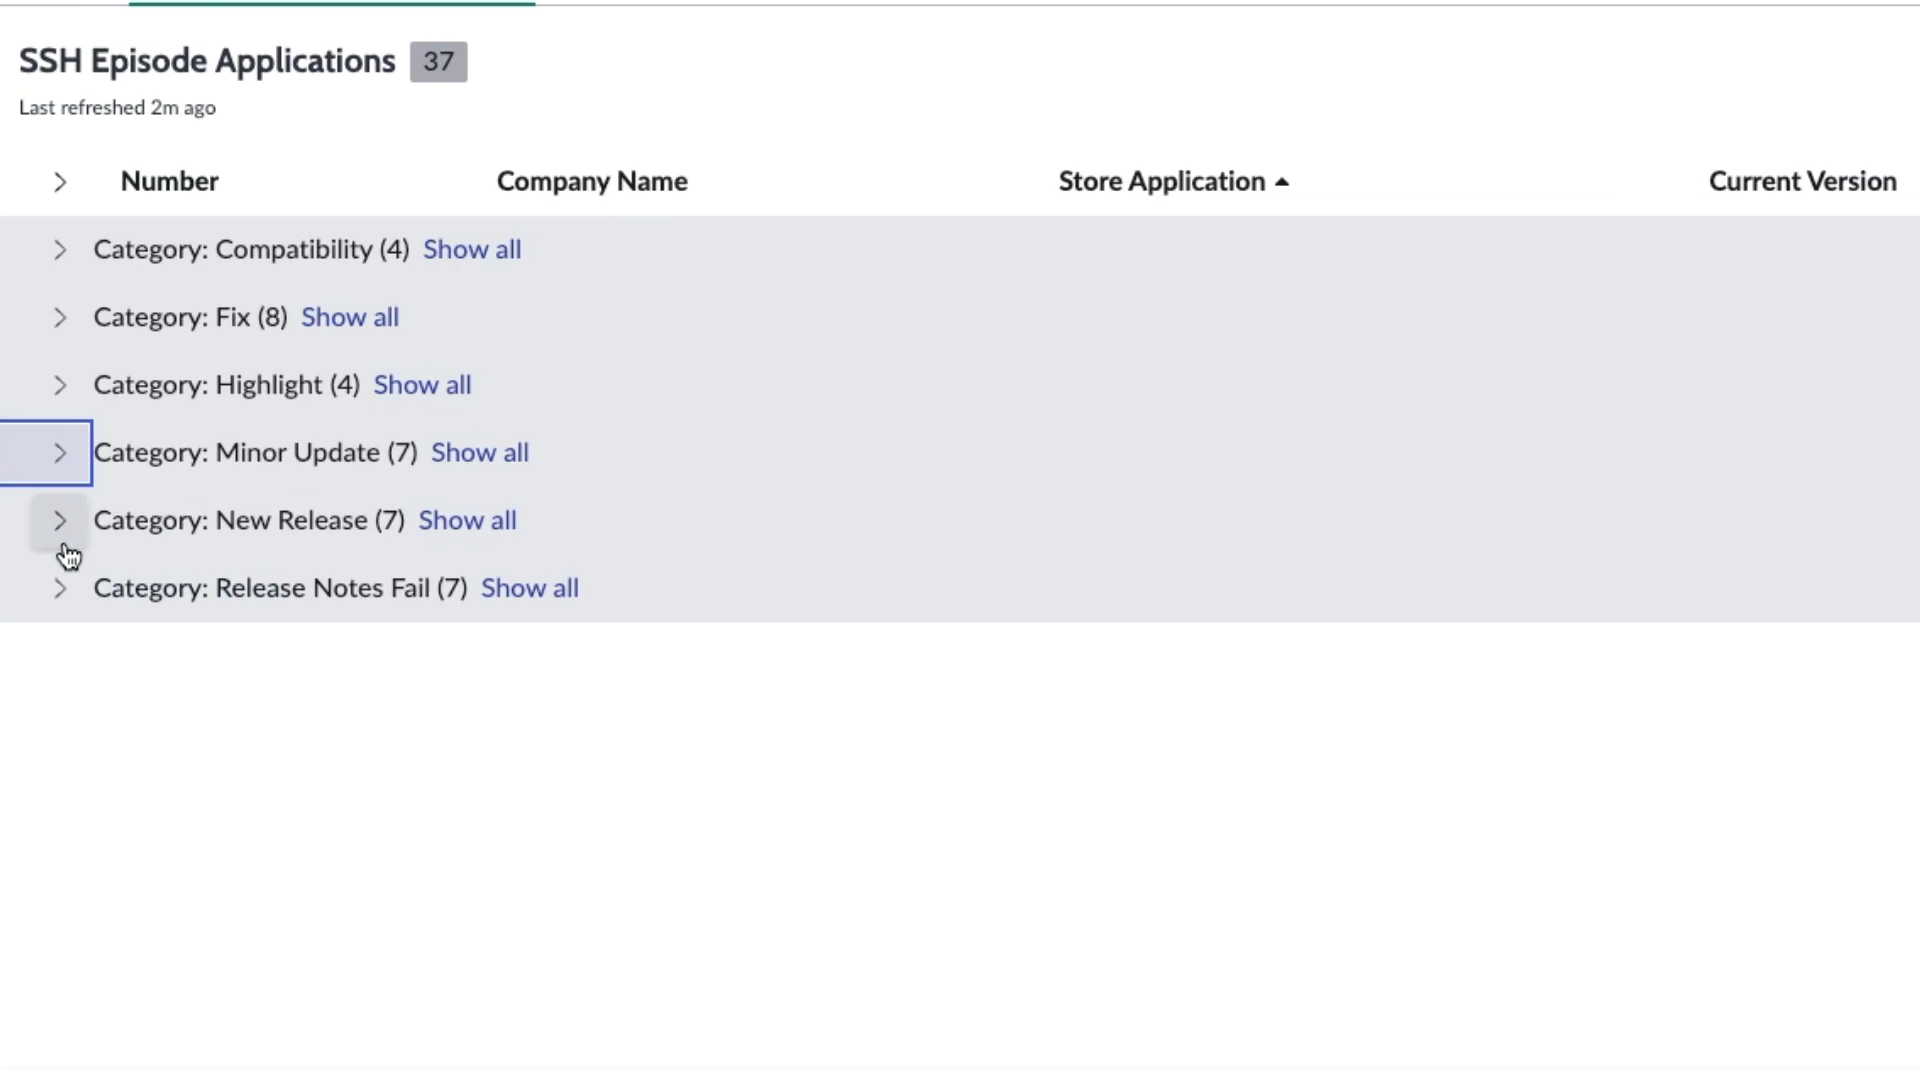 SSH Episode Applications 37
Last refreshed 2m ago
Number Company Name Store Application Current Version
Category: Compatibility (4) Show all
Category: Fix (8) Show all
Category: Highlight (4) Show all
Category: Minor Update (7) Show all
Category: New Release (7) Show all
Category: Release Notes Fail (7) Show all